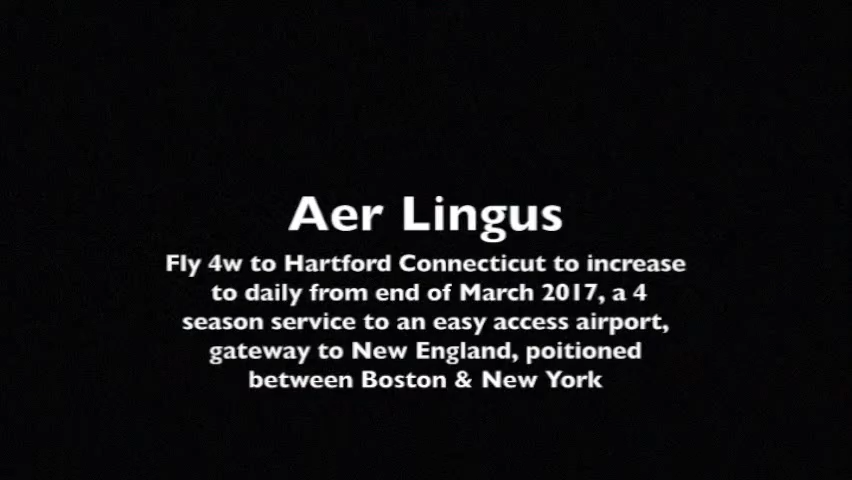 Aer Lingus
Fly 4w to Hartford Connecticut to increase
to daily from end of March 2017, a 4
season service to an easy access airport,
gateway to New England, poitioned
between Boston & New York